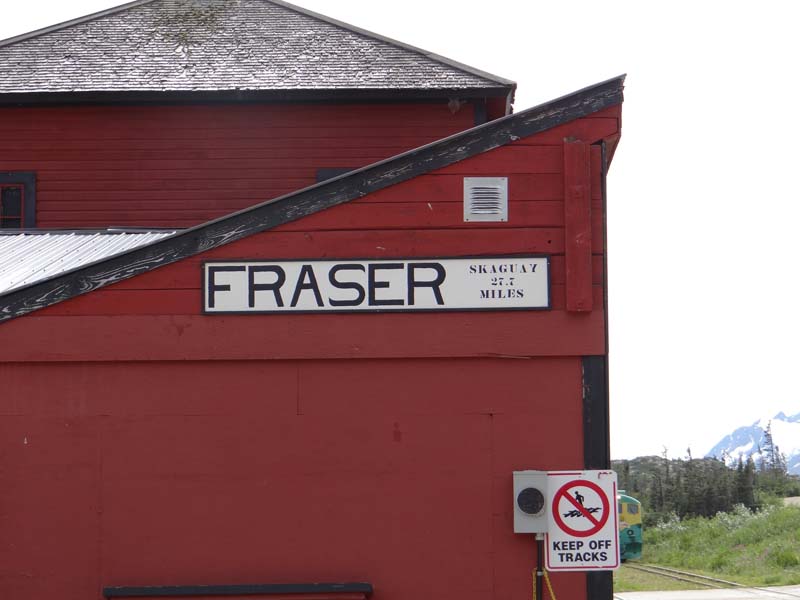 FRASER
SKAGUAY
27.7
MILES
KEEP OFF
TRACKS